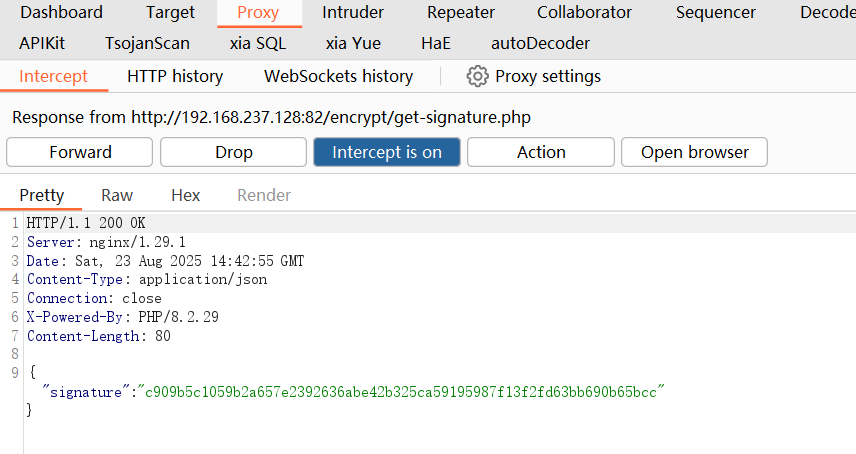 Dashboard Target Proxy Intruder Repeater Collaborator Sequencer Decode
APIKit TsojanScan xia SQL xia Yue HaE autoDecoder
Intercept HTTP history WebSockets history Proxy settings
Response from http://192.168.237.128:82/encrypt/get-signature.php
Forward Drop Intercept is on Action Open browser
Pretty Raw Hex Render
1 HTTP/1.1 200 OK
2 Server: nginx/1.29.1
3 Date: Sat, 23 Aug 2025 14:42:55 GMT
4 Content-Type: application/json
5 Connection: close
6 X-Powered-By: PHP/8.2.29
7 Content-Length: 80
8
9 {
"signature":"c909b5c1059b2a657e2392636abe42b325ca59195987f13f2fd63bb690b65bcc"
}